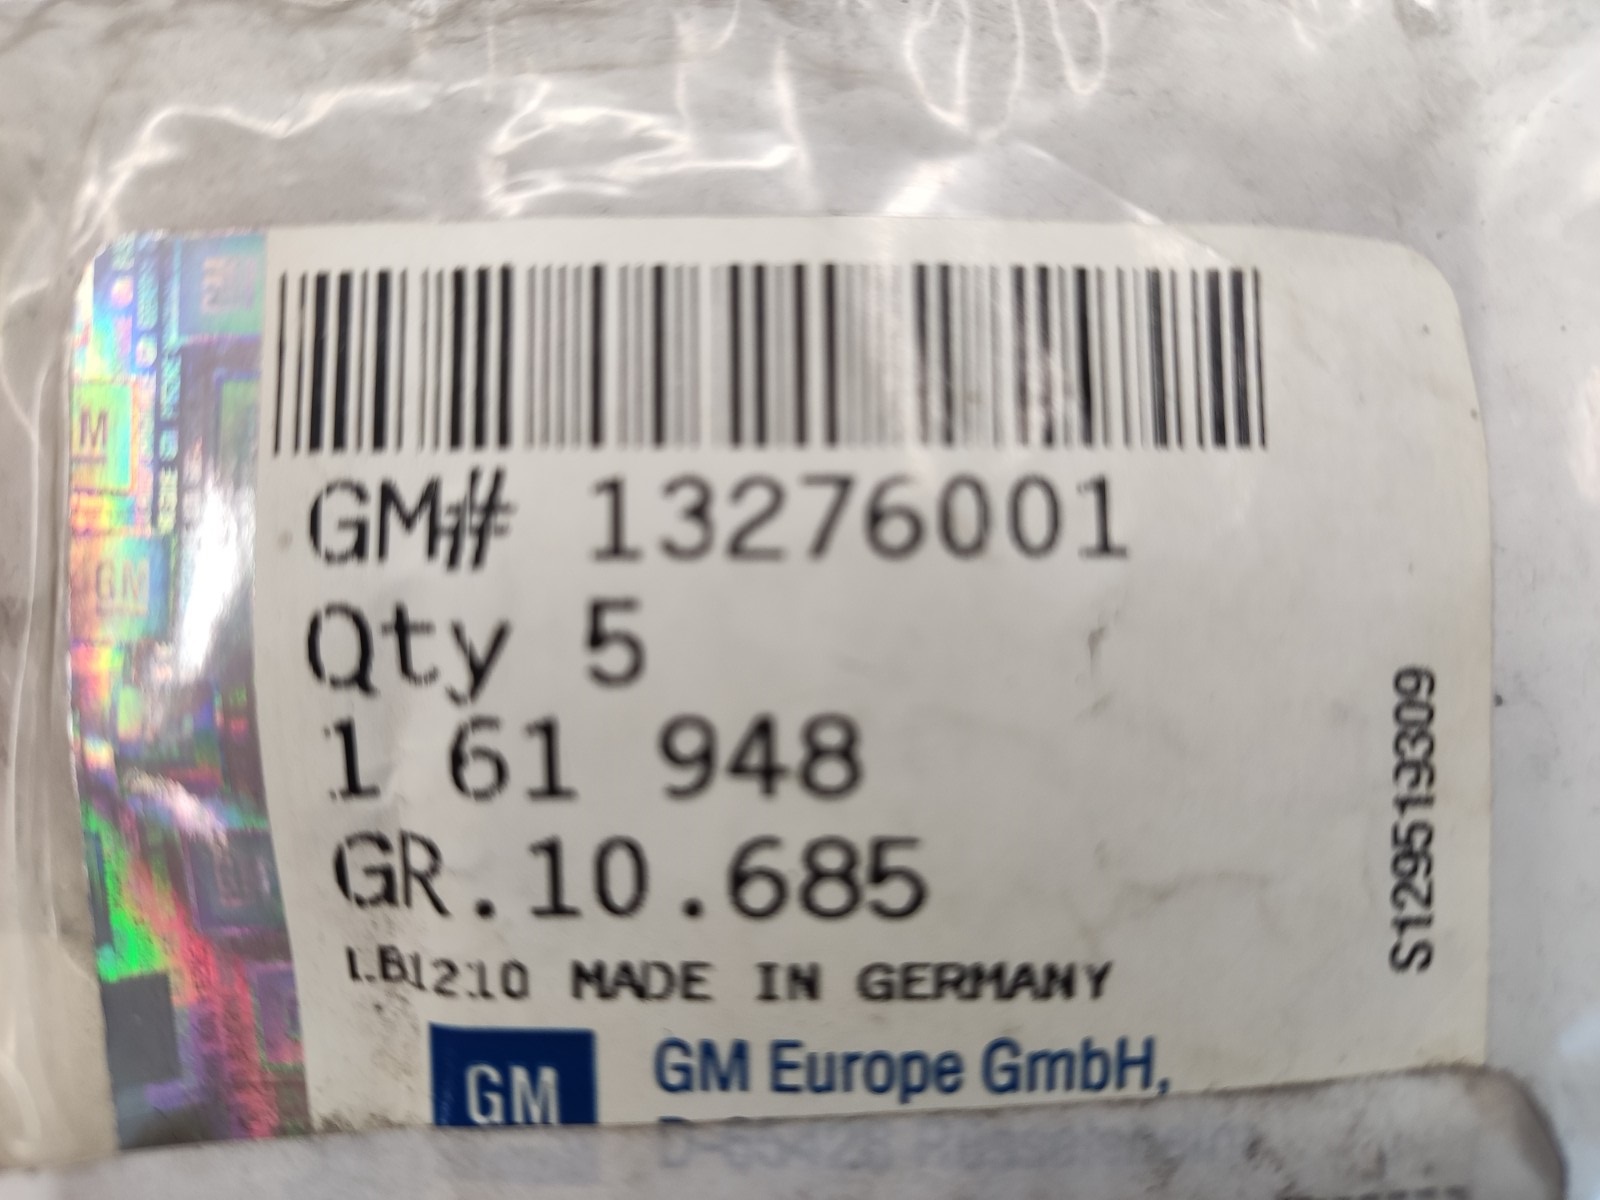 GM# 13276001
Qty 5
1 61 948
GR.10.685
LB1210 MADE IN GERMANY
GM
GM Europe GmbH,
S1295193309
M
GM